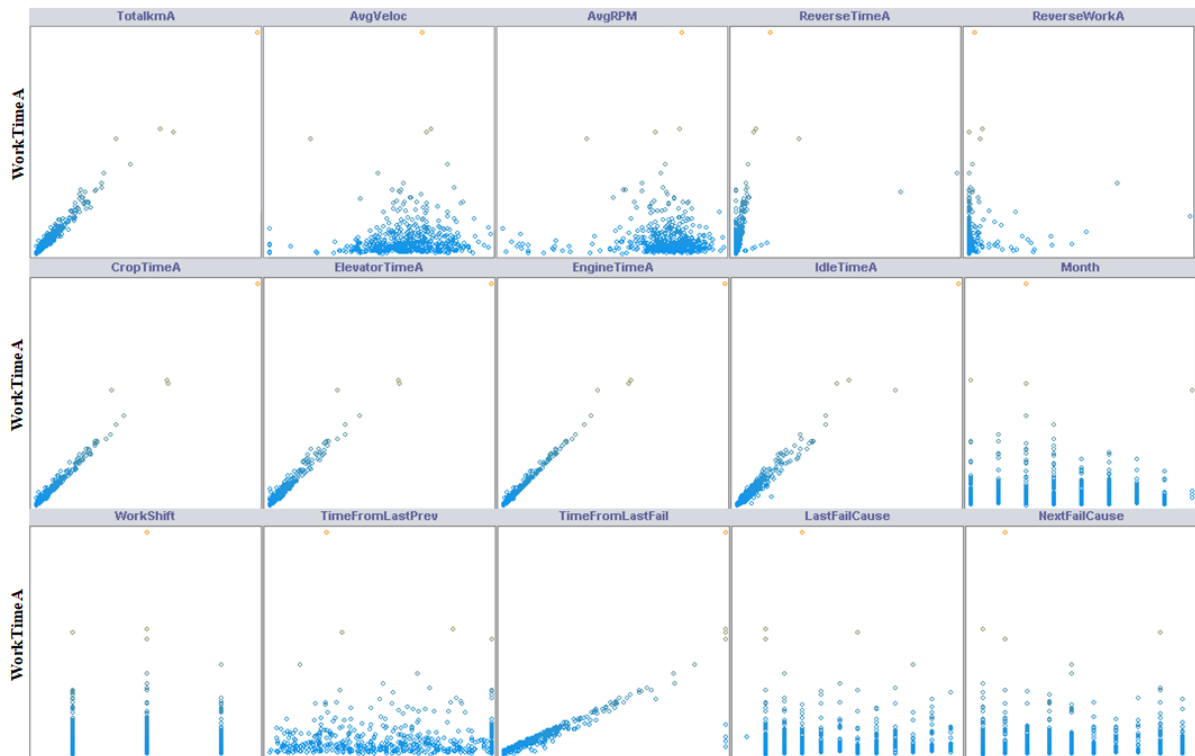 TotalkmA AvgVeloc AvgRPM ReverseTimeA ReverseWorkA
WorkTimeA
CropTimeA ElevatorTimeA EngineTimeA IdleTimeA Month
WorkTimeA
WorkShift TimeFromLastPrev TimeFromLastFail LastFailCause NextFailCause
WorkTimeA